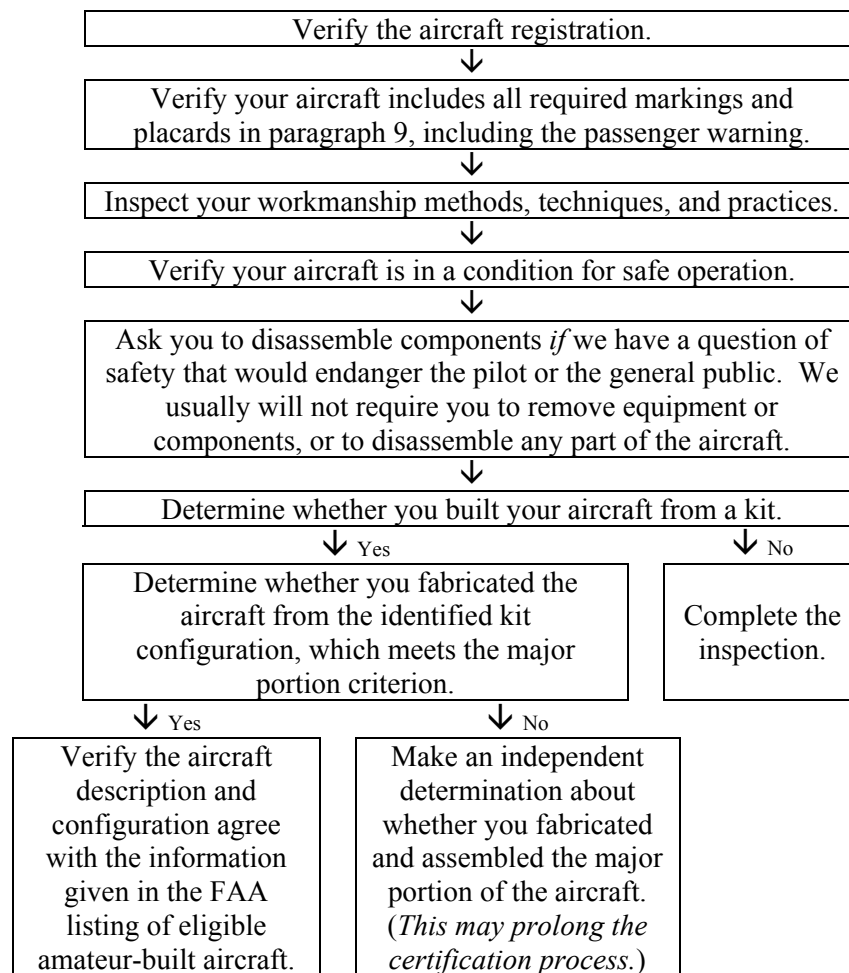 Verify the aircraft registration.
Verify your aircraft includes all required markings and
placards in paragraph 9, including the passenger warning.
Inspect your workmanship methods, techniques, and practices.
Verify your aircraft is in a condition for safe operation.
Ask you to disassemble components if we have a question of
safety that would endanger the pilot or the general public.  We
usually will not require you to remove equipment or
components, or to disassemble any part of the aircraft.
Determine whether you built your aircraft from a kit.
Yes
No
Determine whether you fabricated the
aircraft from the identified kit
configuration, which meets the major
portion criterion.
Complete the
inspection.
Yes
No
Verify the aircraft
description and
configuration agree
with the information
given in the FAA
listing of eligible
amateur-built aircraft.
Make an independent
determination about
whether you fabricated
and assembled the major
portion of the aircraft.
(This may prolong the
certification process.)